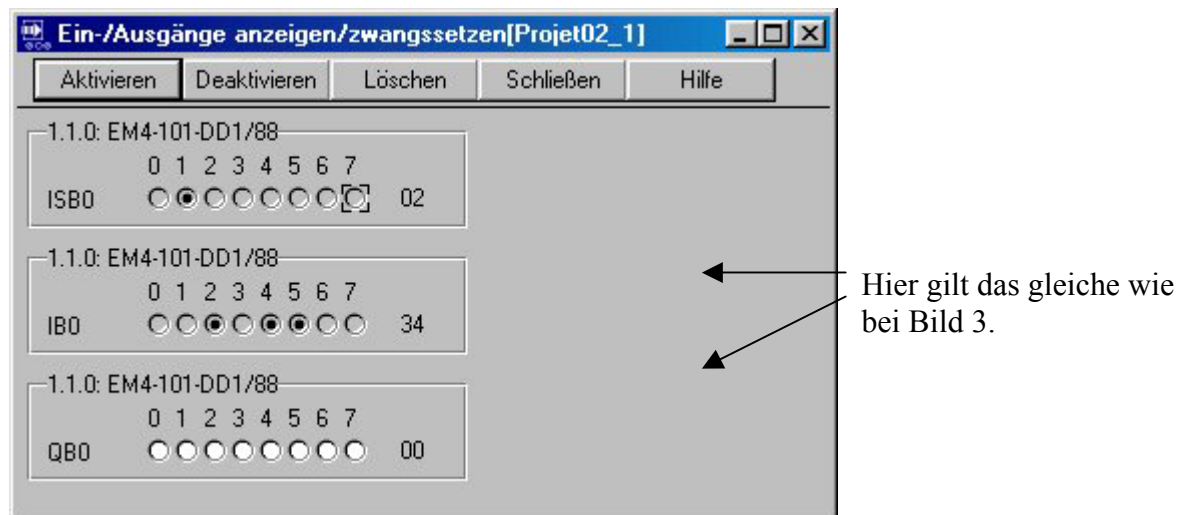 Ein-/Ausgänge anzeigen/zwangssetzen[Projet02_1]
Aktivieren Deaktivieren Löschen Schließen Hilfe
1.1.0: EM4-101-DD1/88
0 1 2 3 4 5 6 7
ISB0 02
1.1.0: EM4-101-DD1/88
0 1 2 3 4 5 6 7
IB0 34
1.1.0: EM4-101-DD1/88
0 1 2 3 4 5 6 7
QB0 00
Hier gilt das gleiche wie
bei Bild 3.